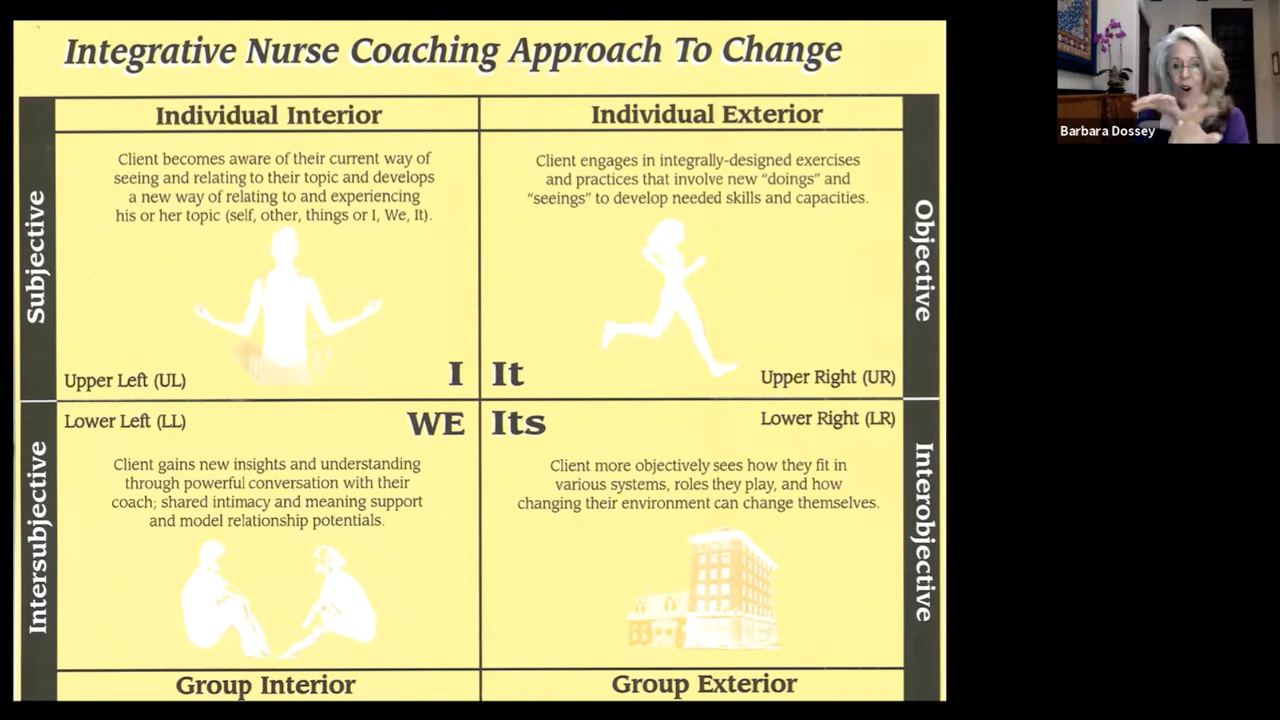 Integrative Nurse Coaching Approach To Change
Individual Interior
Individual Exterior
Subjective
Client becomes aware of their current way of
seeing and relating to their topic and develops
a new way of relating to and experiencing
his or her topic (self, other, things or I, We, It).
Upper Left (UL)
I
Client engages in integrally-designed exercises
and practices that involve new “doings” and
“seeings” to develop needed skills and capacities.
It
Upper Right (UR)
Objective
Intersubjective
Lower Left (LL)
WE
Client gains new insights and understanding
through powerful conversation with their
coach; shared intimacy and meaning support
and model relationship potentials.
Its
Lower Right (LR)
Client more objectively sees how they fit in
various systems, roles they play, and how
changing their environment can change themselves.
Interobjective
Group Interior
Group Exterior
Barbara Dossey